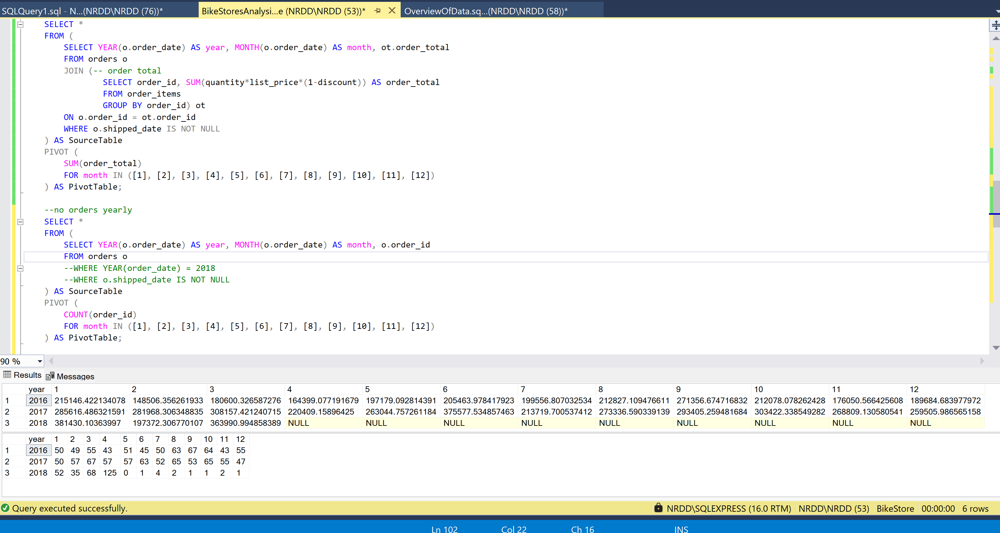 SQLQuery1.sql - N...(NRDD\NRDD (76))*
BikeStoresAnalysi...e (NRDD\NRDD (53))*
OverviewOfData.sq...(NRDD\NRDD (58))*
SELECT *
FROM (
SELECT YEAR(o.order_date) AS year, MONTH(o.order_date) AS month, ot.order_total
FROM orders o
JOIN (-- order total
SELECT order_id, SUM(quantity*list_price*(1-discount)) AS order_total
FROM order_items
GROUP BY order_id) ot
ON o.order_id = ot.order_id
WHERE o.shipped_date IS NOT NULL
) AS SourceTable
PIVOT (
SUM(order_total)
FOR month IN ([1], [2], [3], [4], [5], [6], [7], [8], [9], [10], [11], [12])
) AS PivotTable;
--no orders yearly
SELECT *
FROM (
SELECT YEAR(o.order_date) AS year, MONTH(o.order_date) AS month, o.order_id
FROM orders o
--WHERE YEAR(order_date) = 2018
--WHERE o.shipped_date IS NOT NULL
) AS SourceTable
PIVOT (
COUNT(order_id)
FOR month IN ([1], [2], [3], [4], [5], [6], [7], [8], [9], [10], [11], [12])
) AS PivotTable;
90 %
Results Messages
year 1 2 3 4 5 6 7 8 9 10 11 12
1 2016 215146.422134078 148506.356261933 180600.326587276 164399.077191679 197179.092814391 205463.978417923 199556.807032534 212827.109476611 271356.674716832 212078.078262428 176050.566425608 189684.683977972
2 2017 285616.486321591 281968.306348835 308157.421240715 220409.15896425 263044.757261184 375577.534857463 213719.700537412 273336.590339139 293405.259481684 303422.338549282 268809.130580541 259505.986565158
3 2018 381430.10363997 197372.306770107 363990.994858389 NULL NULL NULL NULL NULL NULL NULL NULL NULL
year 1 2 3 4 5 6 7 8 9 10 11 12
1 2016 50 49 55 43 51 45 50 63 67 64 43 55
2 2017 50 57 67 57 57 63 52 65 53 65 55 47
3 2018 52 35 68 125 0 1 4 2 1 1 2 1
Query executed successfully.
NRDD\SQLEXPRESS (16.0 RTM) NRDD\NRDD (53) BikeStore 00:00:00 6 rows
Ln 102 Col 22 Ch 16 INS